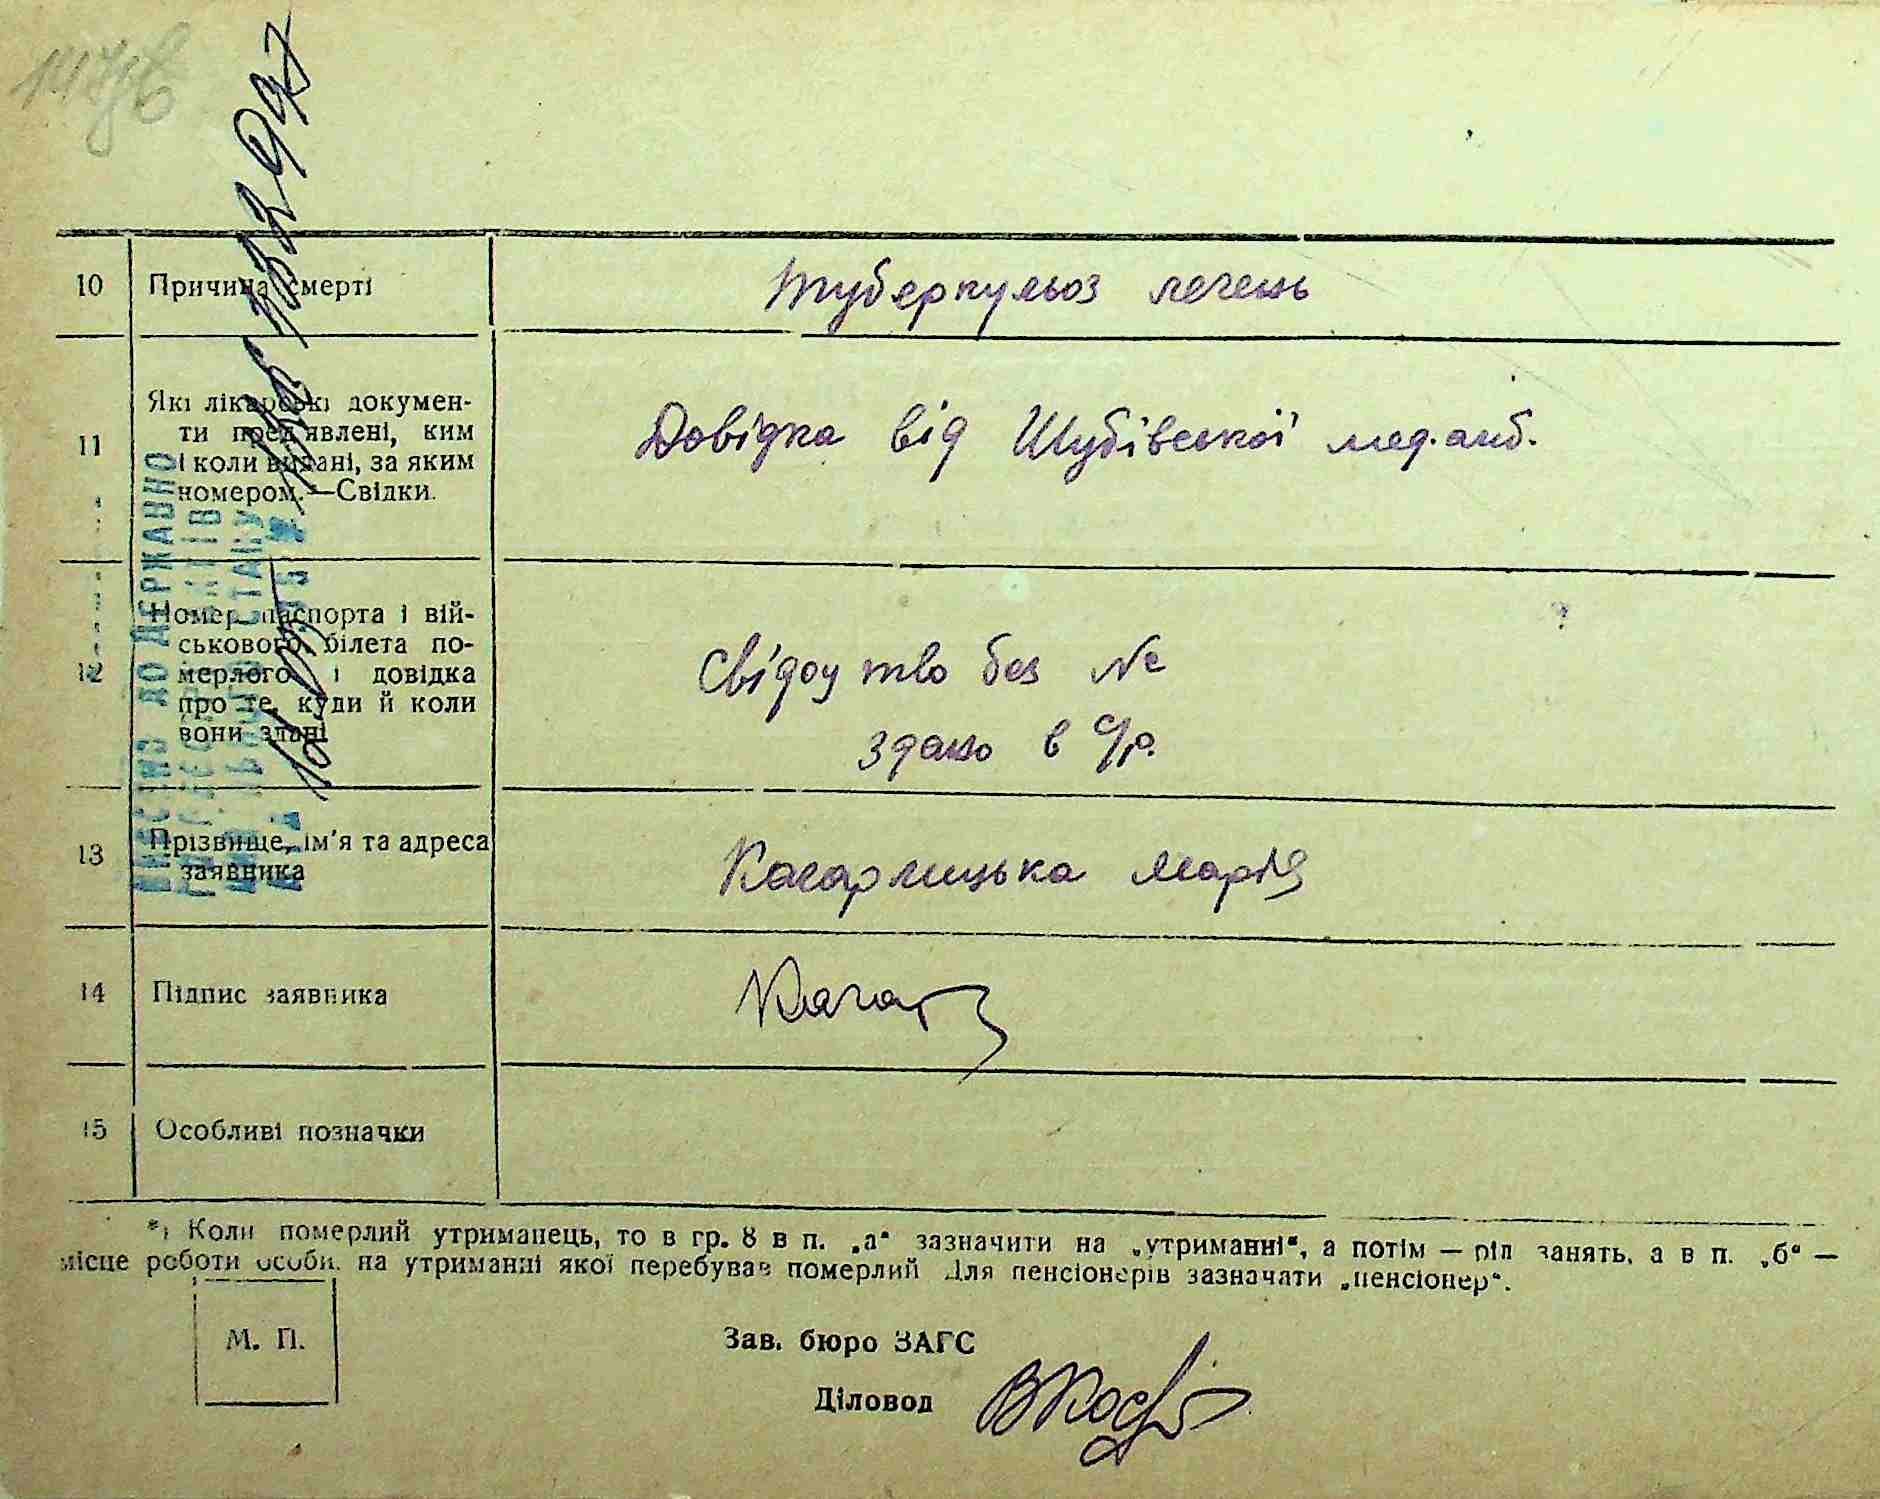 10 Причина смерті Туберкульоз лечень
11 Які лікарські докумен-
ти пред'явлені, ким
і коли видані, за яким
номером.—Свідки.
Довідка від Шубівської мед. амб.
12 Номер паспорта і вій-
ськового білета по-
мерлого і довідка
про те, куди й коли
вони здані
Свідоутво без №
здано в с/р.
13 Прізвище, ім'я та адреса
заявника
Кагарлицька Марія
14 Підпис заявника Кагар
15 Особливі позначки
*) Коли померлий утриманець, то в гр. 8 в п. „а“ зазначити на „утриманні“, а потім — рід занять, а в п. „б“ —
місце роботи особи, на утриманні якої перебував померлий Для пенсіонерів зазначати „пенсіонер“.
М. П.
Зав. бюро ЗАГС
Діловод